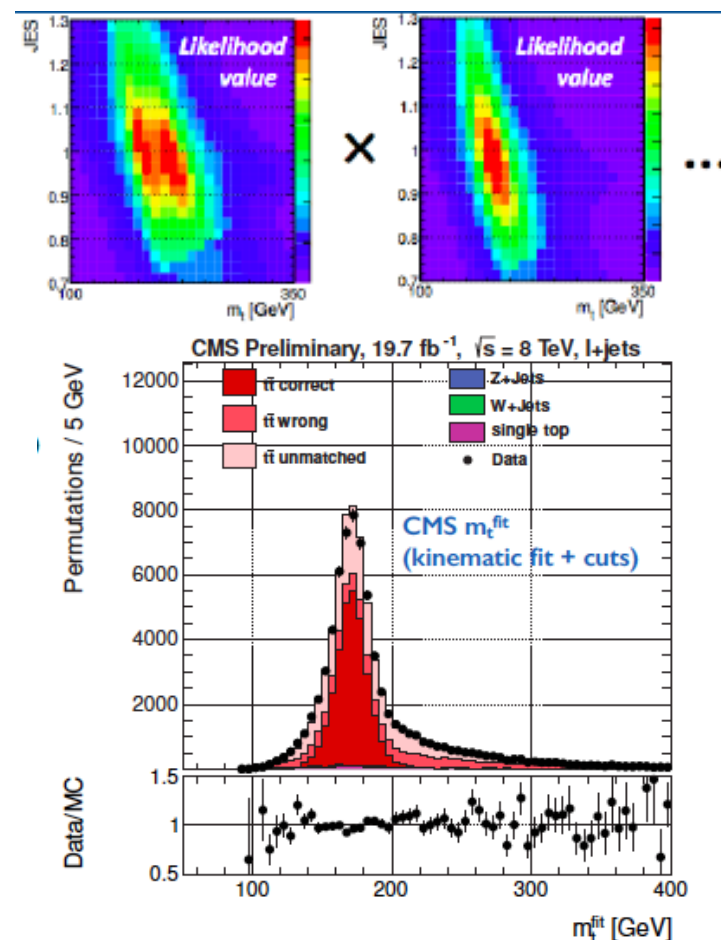 JES
1.3
1.2
1.1
1
0.9
0.8
0.7
100
350
m_t [GeV]
Likelihood
value
×
JES
1.3
1.2
1.1
1
0.9
0.8
0.7
100
350
m_t [GeV]
Likelihood
value
...
CMS Preliminary, 19.7 fb⁻¹, √s = 8 TeV, l+jets
Permutations / 5 GeV
12000
10000
8000
6000
4000
2000
tt̄ correct
tt̄ wrong
tt̄ unmatched
Z+Jets
W+Jets
single top
Data
CMS m_t^fit
(kinematic fit + cuts)
Data/MC
1.5
1
0.5
100
200
300
400
m_t^fit [GeV]